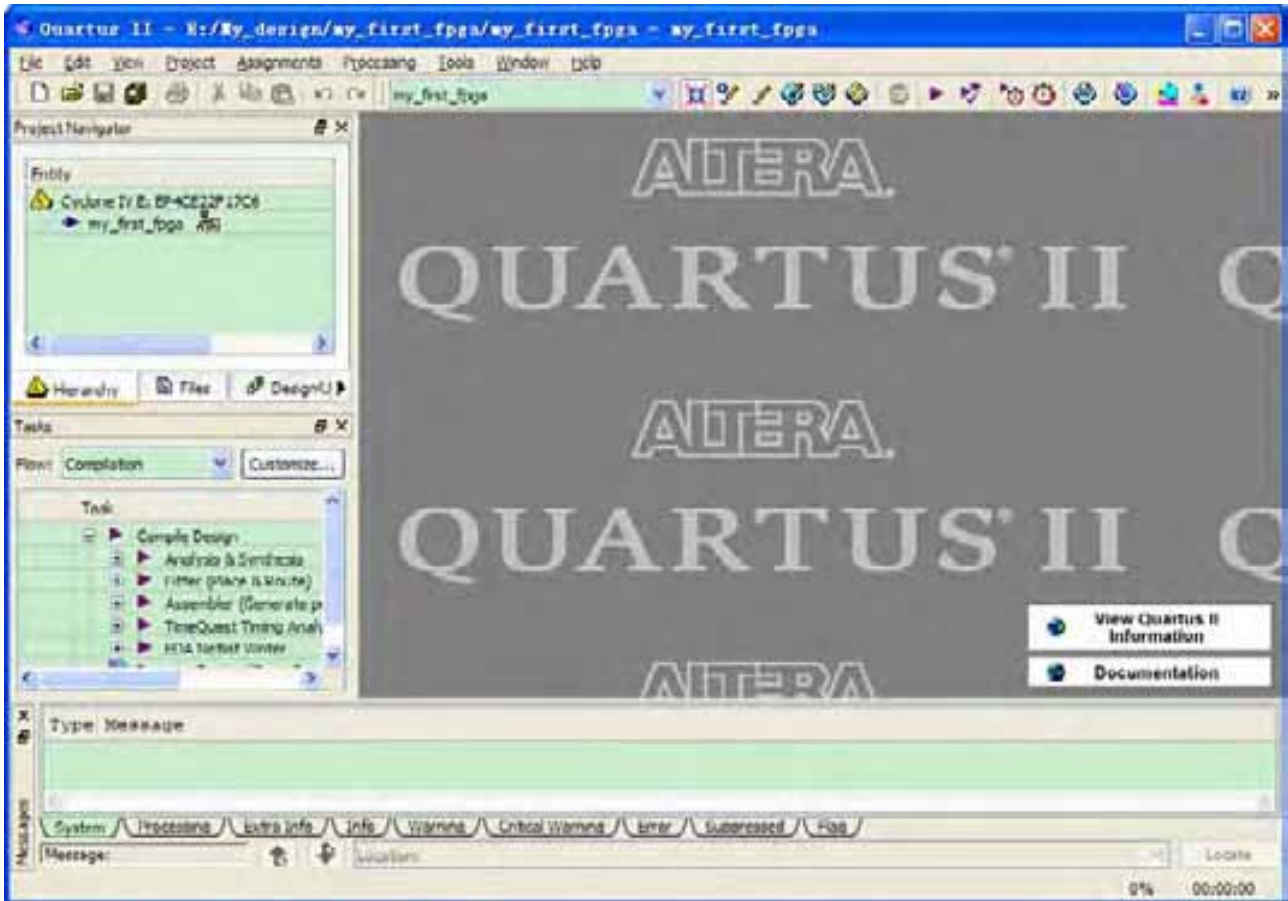 Quartus II - H:/My_design/my_first_fpga/my_first_fpga - my_first_fpga
File Edit View Project Assignments Processing Tools Window Help
my_first_fpga
Project Navigator
Entity
Cyclone IV E: EP4CE22F17C6
my_first_fpga
Hierarchy Files DesignU
Tasks
Flow: Compilation Customize...
Task
Compile Design
Analysis & Synthesis
Fitter (Place & Route)
Assembler (Generate p
TimeQuest Timing Analy
EDA Netlist Writer
ALTERA.
QUARTUS II Q
ALTERA.
QUARTUS II Q
ALTERA
View Quartus II
Information
Documentation
Type Message
Messages
System Processing Extra Info Info Warning Critical Warning Error Suppressed Flag
Message: Location: Locate
0% 00:00:00